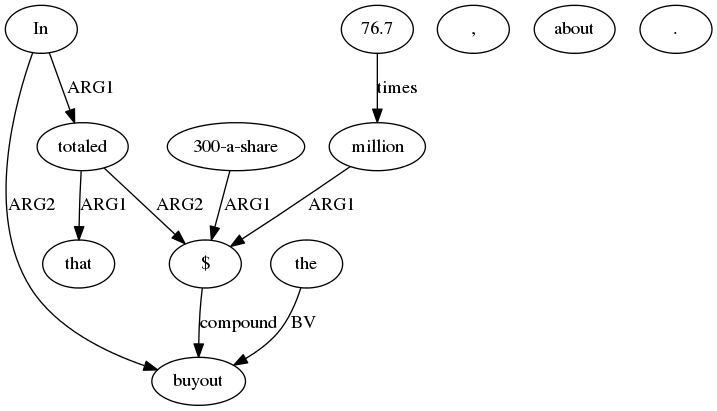 In 76.7 , about .
ARG1 times
totaled 300-a-share million
ARG2 ARG1 ARG2 ARG1 ARG1
that $ the
compound BV
buyout